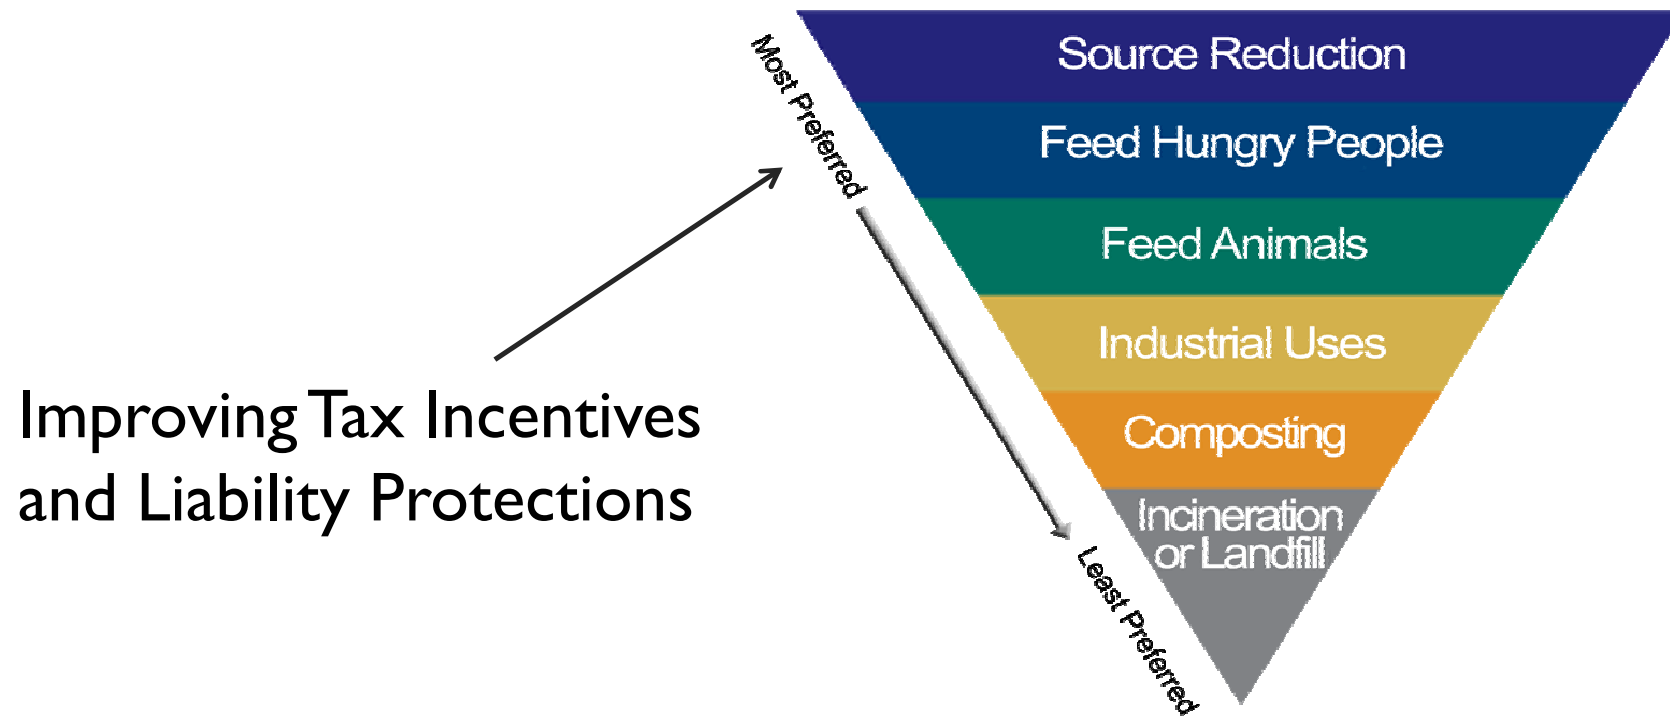 Most Preferred
Source Reduction
Feed Hungry People
Feed Animals
Industrial Uses
Composting
Incineration
or Landfill
Least Preferred
Improving Tax Incentives
and Liability Protections